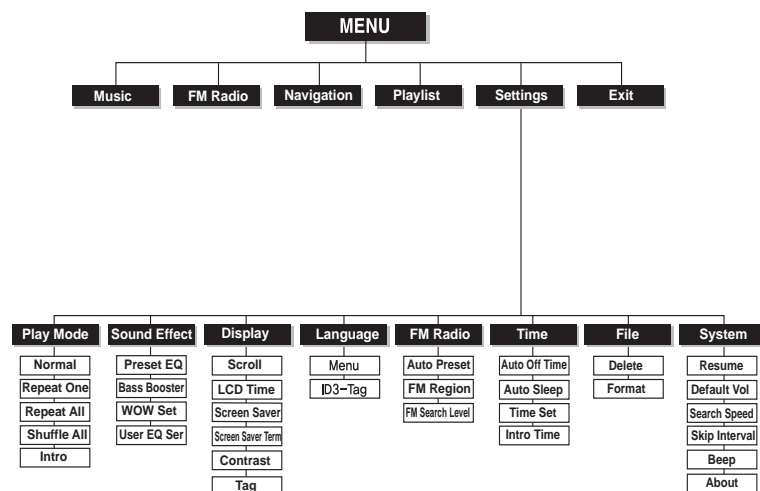 MENU
Music
FM Radio
Navigation
Playlist
Settings
Exit
Play Mode
Normal
Repeat One
Repeat All
Shuffle All
Intro
Sound Effect
Preset EQ
Bass Booster
WOW Set
User EQ Ser
Display
Scroll
LCD Time
Screen Saver
Screen Saver Term
Contrast
Tag
Language
Menu
ID3-Tag
FM Radio
Auto Preset
FM Region
FM Search Level
Time
Auto Off Time
Auto Sleep
Time Set
Intro Time
File
Delete
Format
System
Resume
Default Vol
Search Speed
Skip Interval
Beep
About